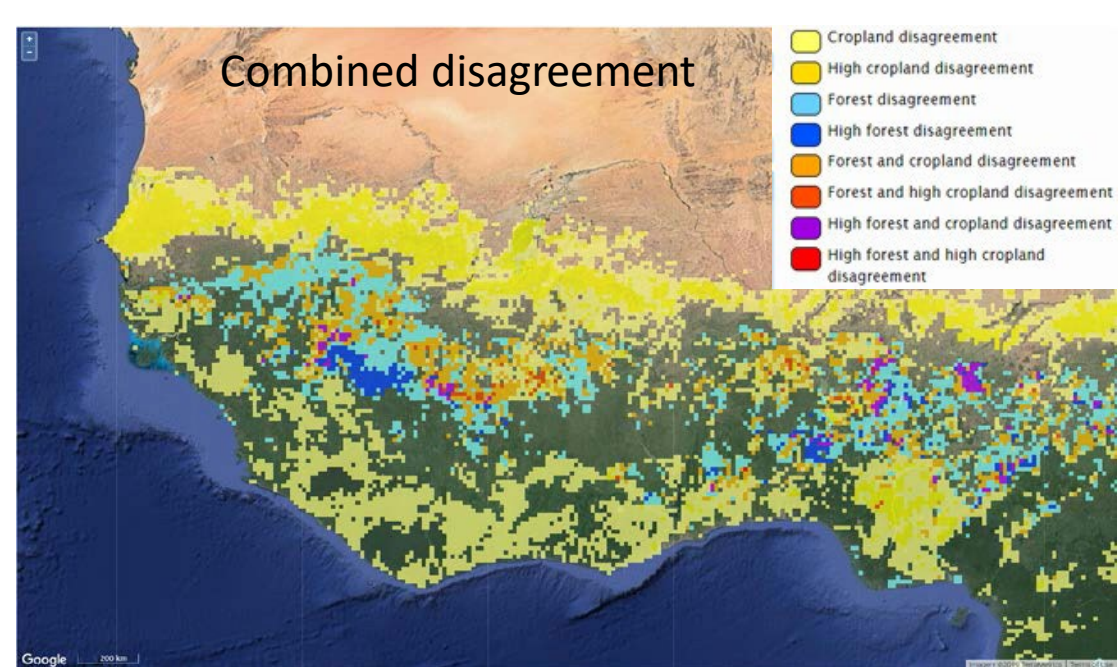 Combined disagreement
Cropland disagreement
High cropland disagreement
Forest disagreement
High forest disagreement
Forest and cropland disagreement
Forest and high cropland disagreement
High forest and cropland disagreement
High forest and high cropland
disagreement
+
-
Google
200 km